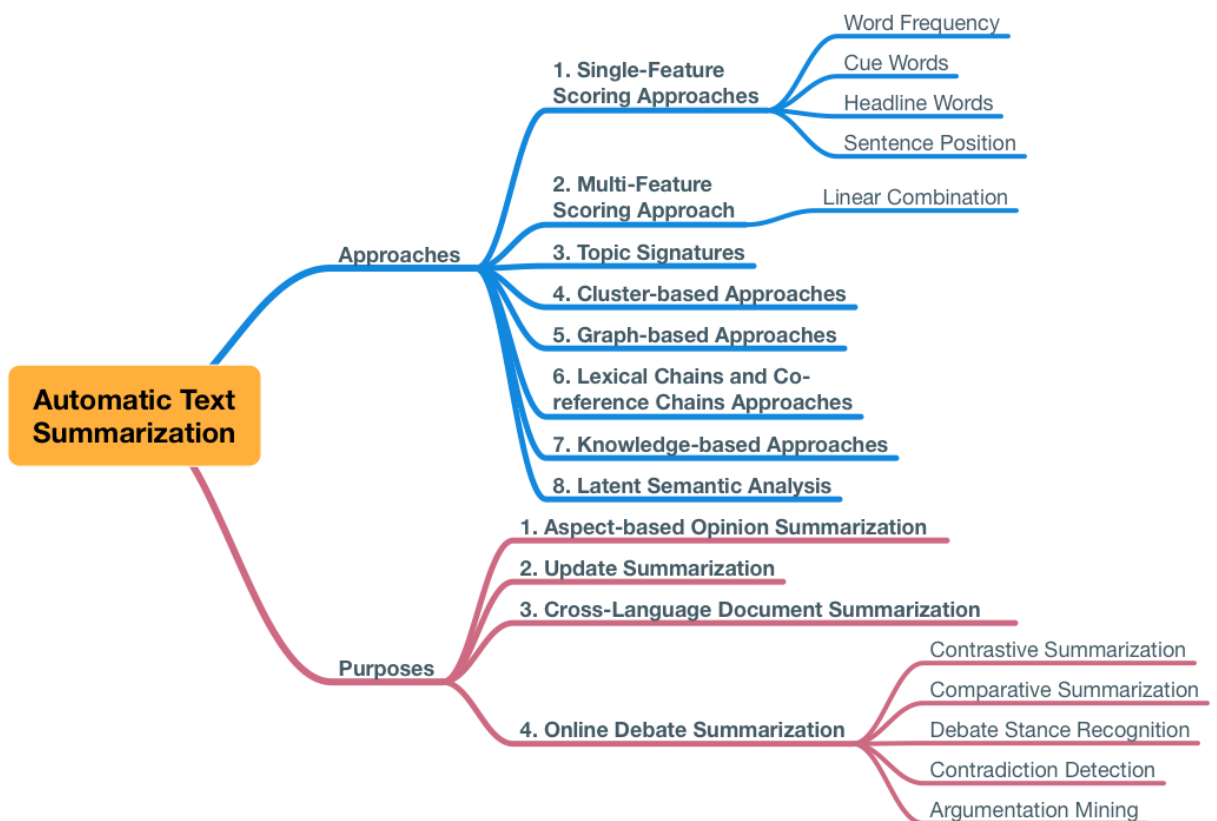 Automatic Text
Summarization
Approaches
1. Single-Feature
Scoring Approaches
Word Frequency
Cue Words
Headline Words
Sentence Position
2. Multi-Feature
Scoring Approach
Linear Combination
3. Topic Signatures
4. Cluster-based Approaches
5. Graph-based Approaches
6. Lexical Chains and Co-
reference Chains Approaches
7. Knowledge-based Approaches
8. Latent Semantic Analysis
Purposes
1. Aspect-based Opinion Summarization
2. Update Summarization
3. Cross-Language Document Summarization
4. Online Debate Summarization
Contrastive Summarization
Comparative Summarization
Debate Stance Recognition
Contradiction Detection
Argumentation Mining